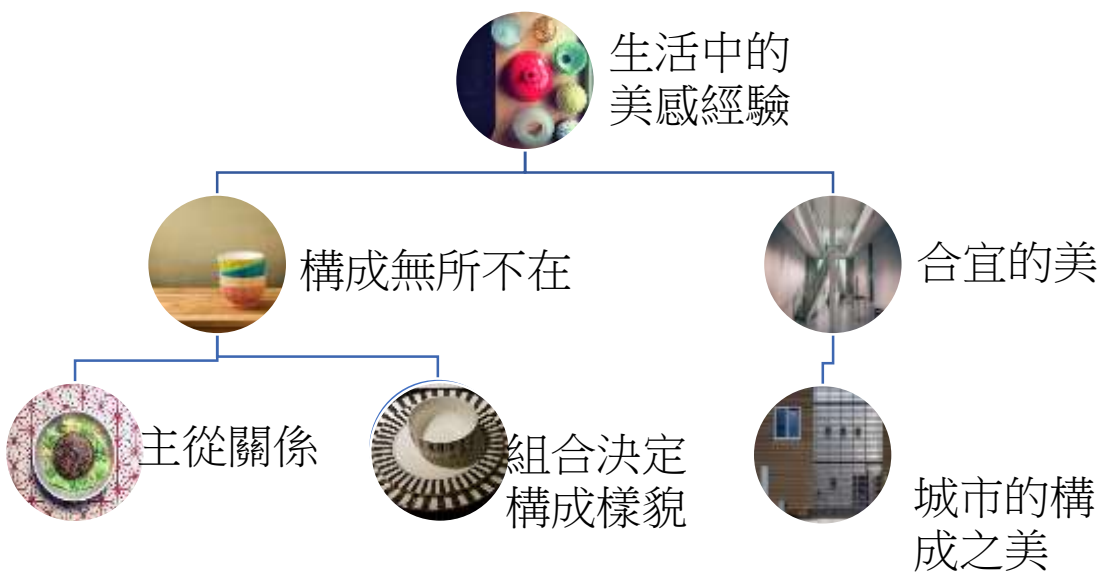 生活中的
美感經驗
構成無所不在
合宜的美
主從關係
組合決定
構成樣貌
城市的構
成之美